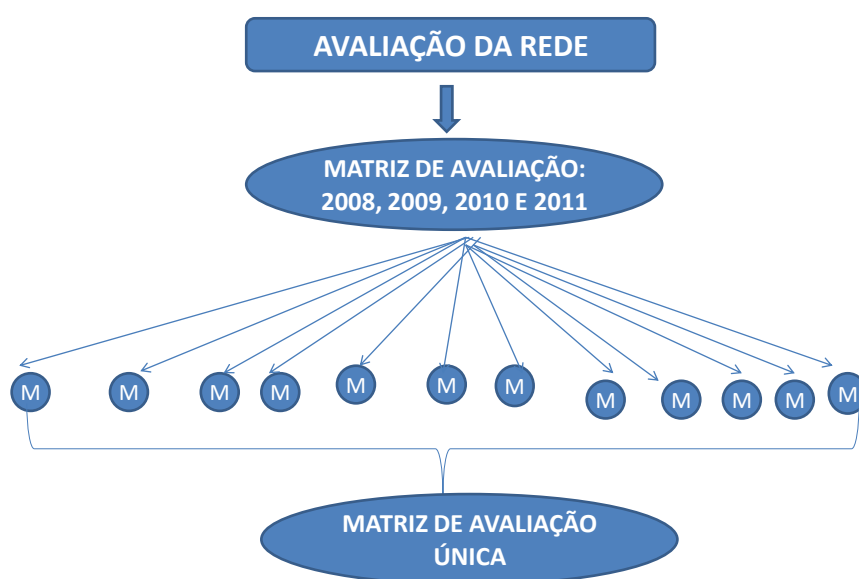 AVALIAÇÃO DA REDE
MATRIZ DE AVALIAÇÃO:
2008, 2009, 2010 E 2011
M M M M M M M M M M M M
MATRIZ DE AVALIAÇÃO
ÚNICA